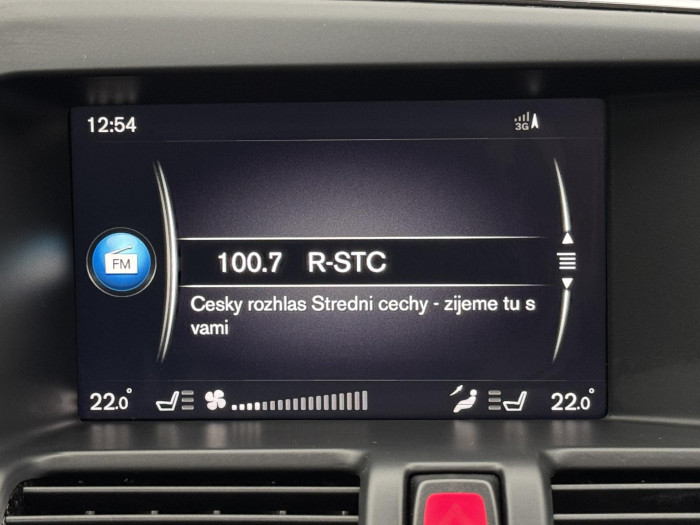 12:54
3G
FM
100.7 R-STC
Cesky rozhlas Stredni cechy - zijeme tu s
vami
22.0° 22.0°